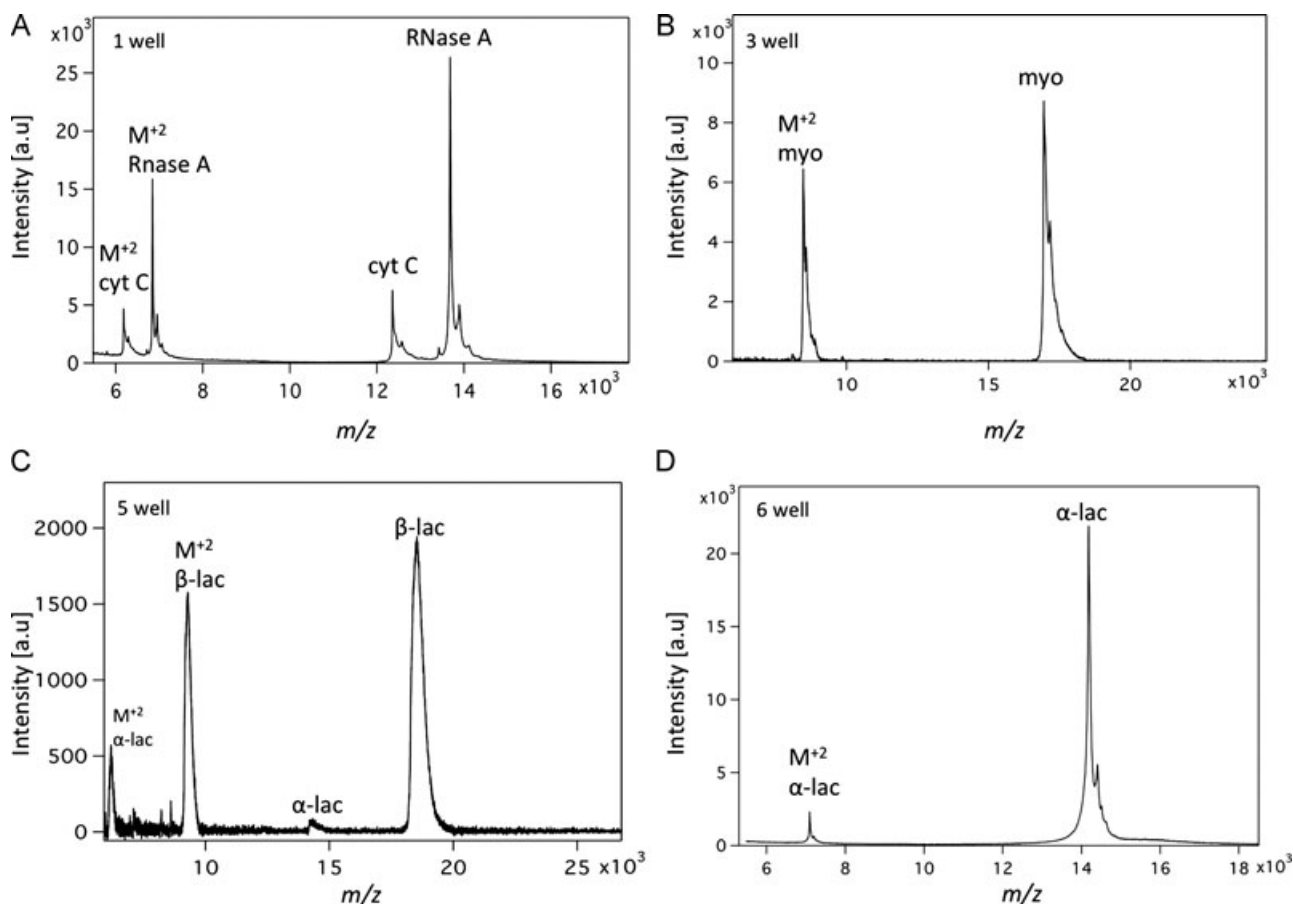 A
x10³
1 well
RNase A
25
M⁺²
Rnase A
20
15
M⁺²
cyt C
cyt C
10
5
0
Intensity [a.u]
6 8 10 12 14 16 x10³
m/z
B
x10³
3 well
myo
10
M⁺²
myo
8
6
4
2
0
Intensity [a.u]
10 15 20 x10³
m/z
C
5 well
β-lac
2000
M⁺²
β-lac
1500
1000
M⁺²
α-lac
500
α-lac
0
Intensity [a.u]
10 15 20 25 x10³
m/z
D
x10³
6 well
α-lac
20
15
10
M⁺²
α-lac
5
0
Intensity [a.u]
6 8 10 12 14 16 18 x10³
m/z